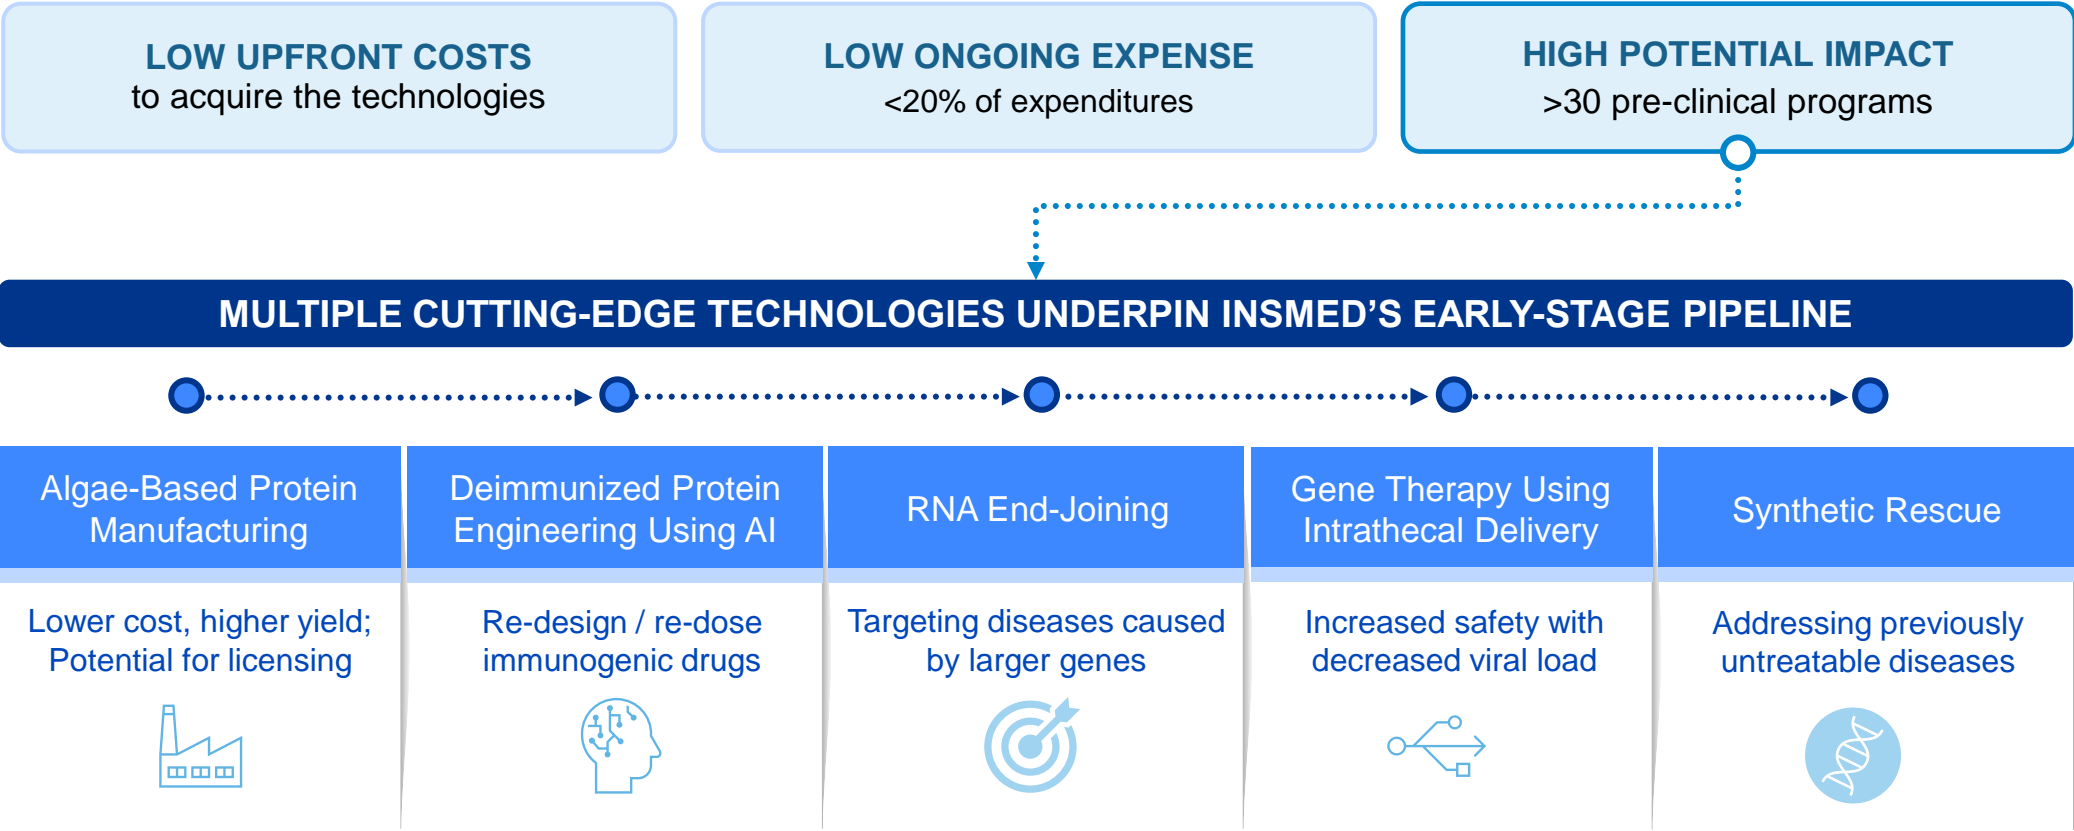 LOW UPFRONT COSTS
to acquire the technologies
LOW ONGOING EXPENSE
<20% of expenditures
HIGH POTENTIAL IMPACT
>30 pre-clinical programs
MULTIPLE CUTTING-EDGE TECHNOLOGIES UNDERPIN INSMED’S EARLY-STAGE PIPELINE
Algae-Based Protein
Manufacturing
Lower cost, higher yield;
Potential for licensing
Deimmunized Protein
Engineering Using AI
Re-design / re-dose
immunogenic drugs
RNA End-Joining
Targeting diseases caused
by larger genes
Gene Therapy Using
Intrathecal Delivery
Increased safety with
decreased viral load
Synthetic Rescue
Addressing previously
untreatable diseases